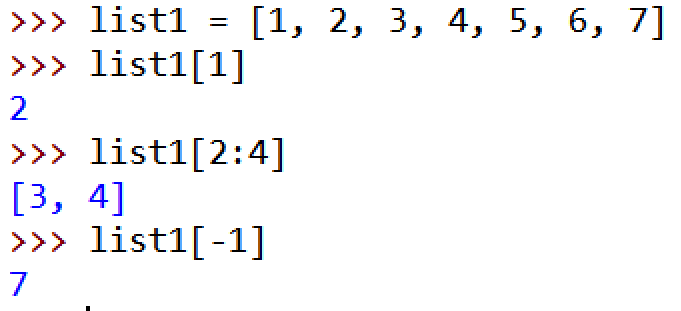 >>> list1 = [1, 2, 3, 4, 5, 6, 7]
>>> list1[1]
2
>>> list1[2:4]
[3, 4]
>>> list1[-1]
7